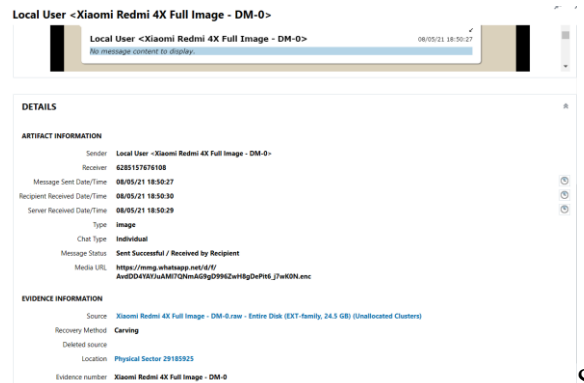 Local User <Xiaomi Redmi 4X Full Image - DM-0>
Local User <Xiaomi Redmi 4X Full Image - DM-0>
08/05/21 18:50:27
No message content to display.
DETAILS
ARTIFACT INFORMATION
Sender Local User <Xiaomi Redmi 4X Full Image - DM-0>
Receiver 6285157676108
Message Sent Date/Time 08/05/21 18:50:27
Recipient Received Date/Time 08/05/21 18:50:30
Server Received Date/Time 08/05/21 18:50:29
Type image
Chat Type Individual
Message Status Sent Successful / Received by Recipient
Media URL https://mmg.whatsapp.net/d/f/
AvdDD4YAYJuAMI7QNmAG9gD996ZwH8gDePit6_j7wK0N.enc
EVIDENCE INFORMATION
Source Xiaomi Redmi 4X Full Image - DM-0.raw - Entire Disk (EXT-family, 24.5 GB) (Unallocated Clusters)
Recovery Method Carving
Deleted source
Location Physical Sector 29185925
Evidence number Xiaomi Redmi 4X Full Image - DM-0